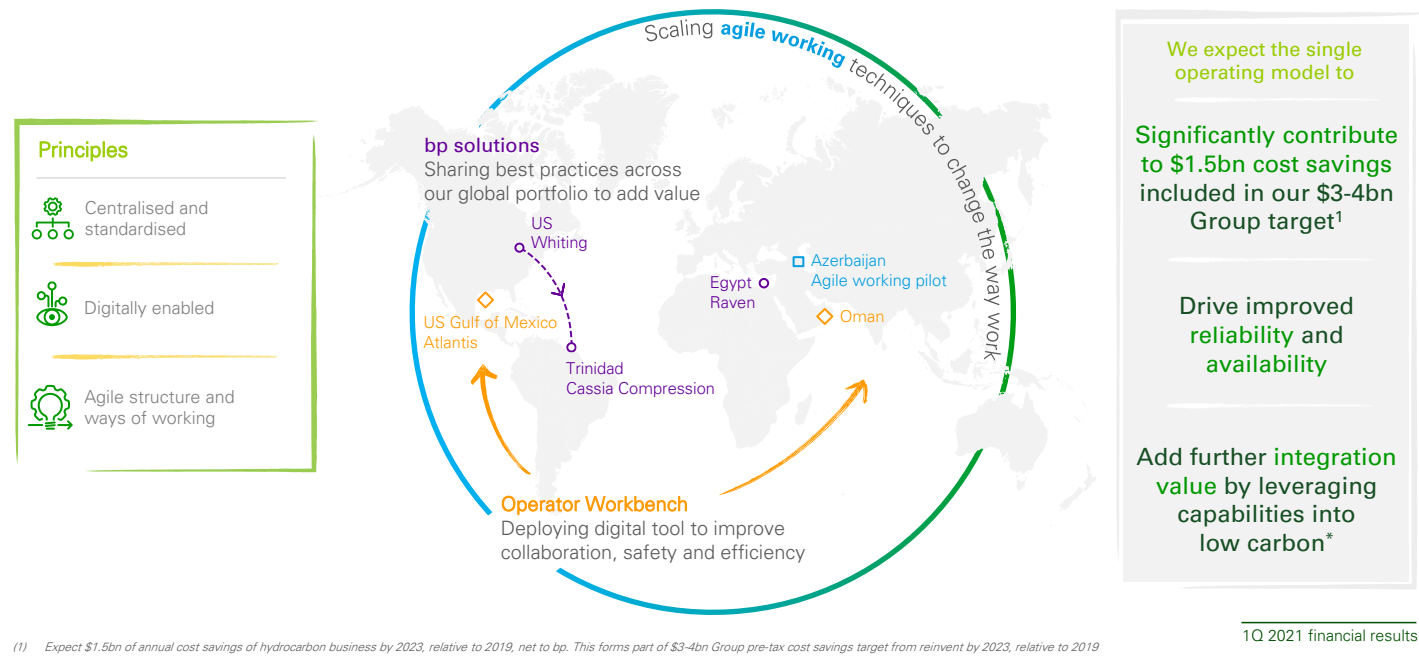 Scaling agile working techniques to change the way work
Principles
Centralised and
standardised
Digitally enabled
Agile structure and
ways of working
bp solutions
Sharing best practices across
our global portfolio to add value
US
Whiting
US Gulf of Mexico
Atlantis
Trinidad
Cassia Compression
Egypt
Raven
Azerbaijan
Agile working pilot
Oman
Operator Workbench
Deploying digital tool to improve
collaboration, safety and efficiency
We expect the single
operating model to
Significantly contribute
to $1.5bn cost savings
included in our $3-4bn
Group target1
Drive improved
reliability and
availability
Add further integration
value by leveraging
capabilities into
low carbon*
(1) Expect $1.5bn of annual cost savings of hydrocarbon business by 2023, relative to 2019, net to bp. This forms part of $3-4bn Group pre-tax cost savings target from reinvent by 2023, relative to 2019
1Q 2021 financial results